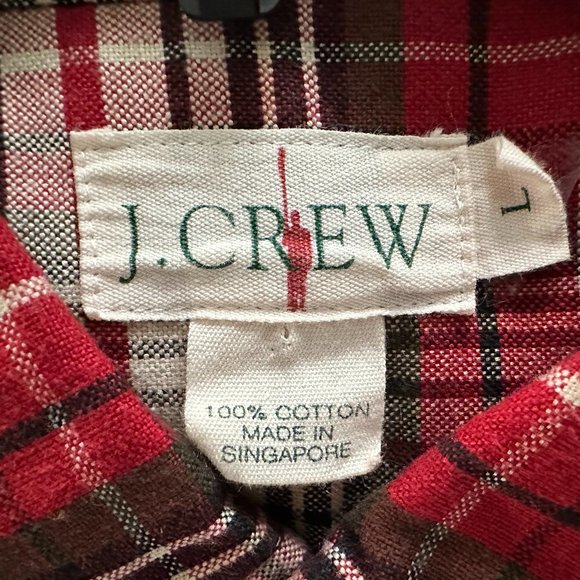 J.CREW
L
100% COTTON
MADE IN
SINGAPORE